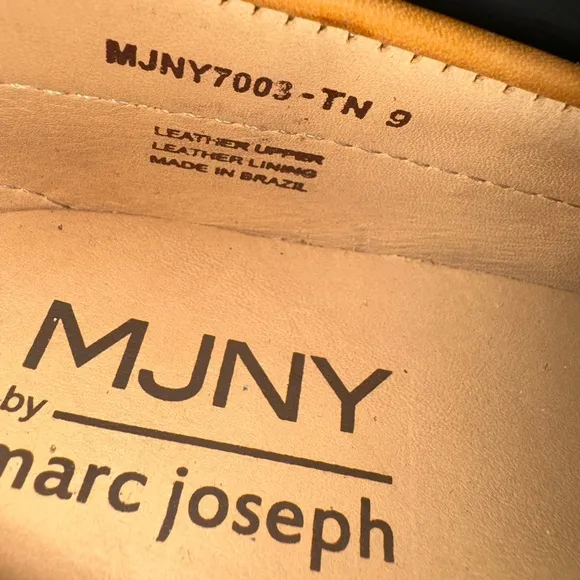 MJNY7003-TN 9
LEATHER UPPER
LEATHER LINING
MADE IN BRAZIL
MJNY
by
marc joseph